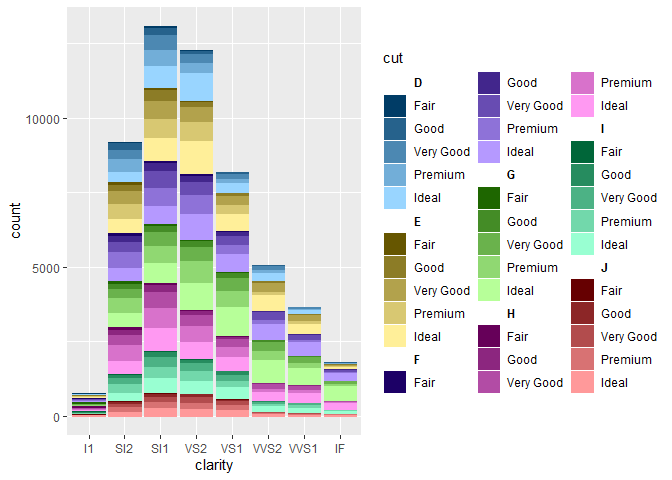 count
10000
5000
0
I1
SI2
SI1
VS2
VS1
VVS2
VVS1
IF
clarity
cut
D
Fair
Good
Very Good
Premium
Ideal
E
Fair
Good
Very Good
Premium
Ideal
F
Fair
Good
Very Good
Premium
Ideal
G
Fair
Good
Very Good
Premium
Ideal
H
Fair
Good
Very Good
Premium
Ideal
I
Fair
Good
Very Good
Premium
Ideal
J
Fair
Good
Very Good
Premium
Ideal